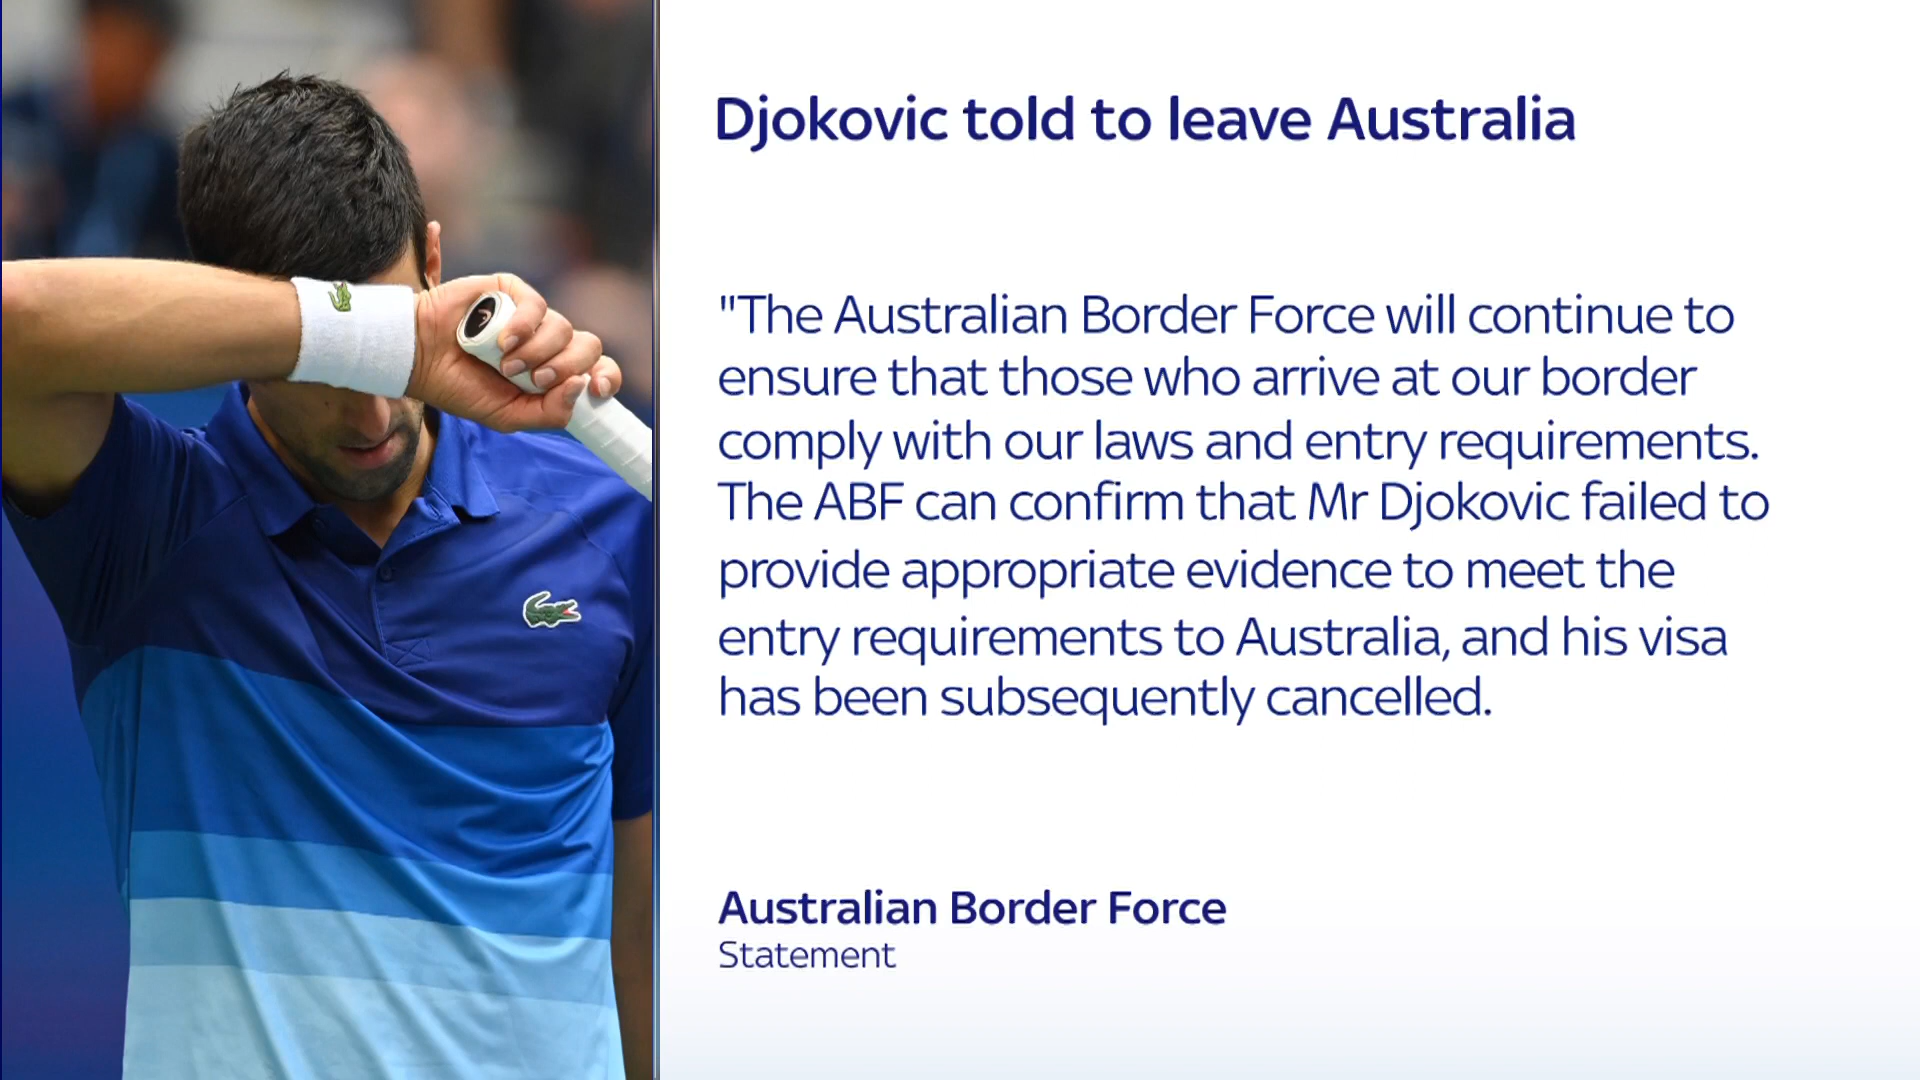 Djokovic told to leave Australia
"The Australian Border Force will continue to
ensure that those who arrive at our border
comply with our laws and entry requirements.
The ABF can confirm that Mr Djokovic failed to
provide appropriate evidence to meet the
entry requirements to Australia, and his visa
has been subsequently cancelled.
Australian Border Force
Statement